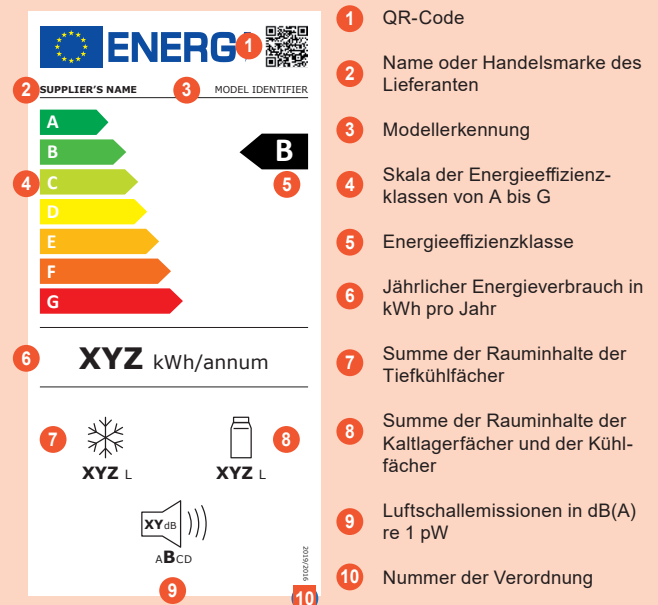 ENERG 1
2 SUPPLIER'S NAME 3 MODEL IDENTIFIER
A
B B
4 C 5
D
E
F
G
6 XYZ kWh/annum
7 8
XYZ L XYZ L
XY dB
ABCD
9
2019/2016
10
1 QR-Code
2 Name oder Handelsmarke des
Lieferanten
3 Modellerkennung
4 Skala der Energieeffizienz-
klassen von A bis G
5 Energieeffizienzklasse
6 Jährlicher Energieverbrauch in
kWh pro Jahr
7 Summe der Rauminhalte der
Tiefkühlfächer
8 Summe der Rauminhalte der
Kaltlagerfächer und der Kühl-
fächer
9 Luftschallemissionen in dB(A)
re 1 pW
10 Nummer der Verordnung